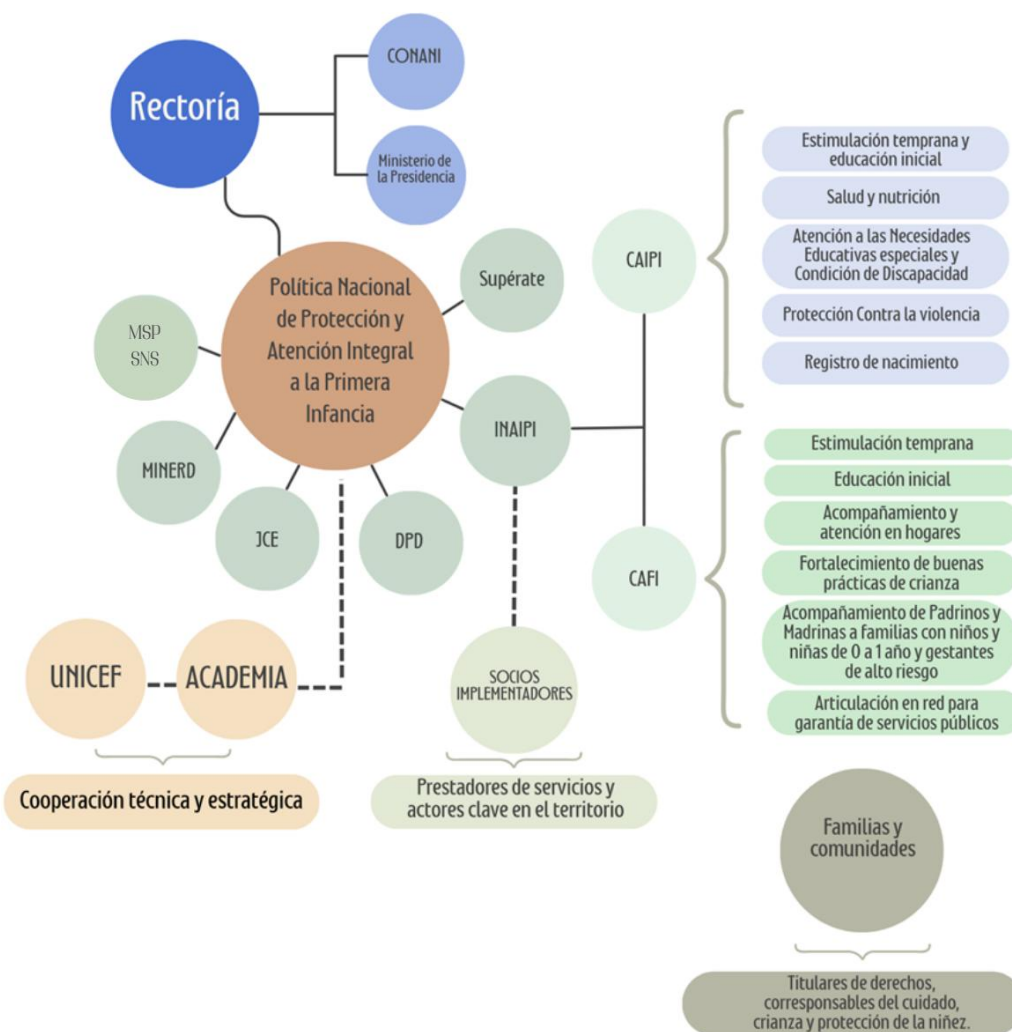 Rectoría
CONANI
Ministerio de
la Presidencia
Política Nacional
de Protección y
Atención Integral
a la Primera
Infancia
Supérate
MSP
SNS
INAIPI
MINERD
JCE
DPD
CAIPI
Estimulación temprana y
educación inicial
Salud y nutrición
Atención a las Necesidades
Educativas especiales y
Condición de Discapacidad
Protección Contra la violencia
Registro de nacimiento
CAFI
Estimulación temprana
Educación inicial
Acompañamiento y
atención en hogares
Fortalecimiento de buenas
prácticas de crianza
Acompañamiento de Padrinos y
Madrinas a familias con niños y
niñas de 0 a 1 año y gestantes
de alto riesgo
Articulación en red para
garantía de servicios públicos
UNICEF
ACADEMIA
Cooperación técnica y estratégica
SOCIOS
IMPLEMENTADORES
Prestadores de servicios y
actores clave en el territorio
Familias y
comunidades
Titulares de derechos,
corresponsables del cuidado,
crianza y protección de la niñez.